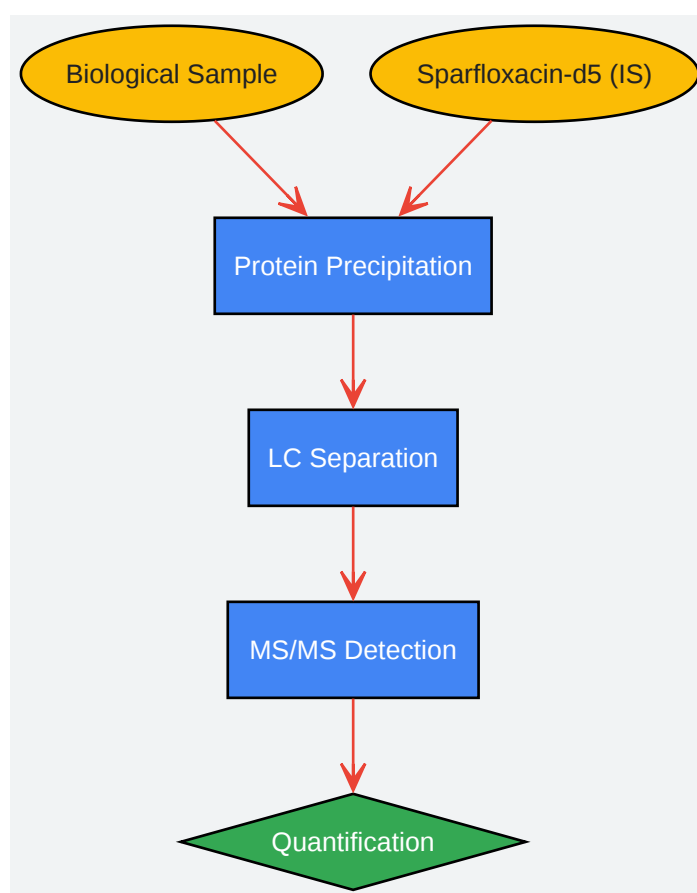 Biological Sample
Sparfloxacin-d5 (IS)
Protein Precipitation
LC Separation
MS/MS Detection
Quantification